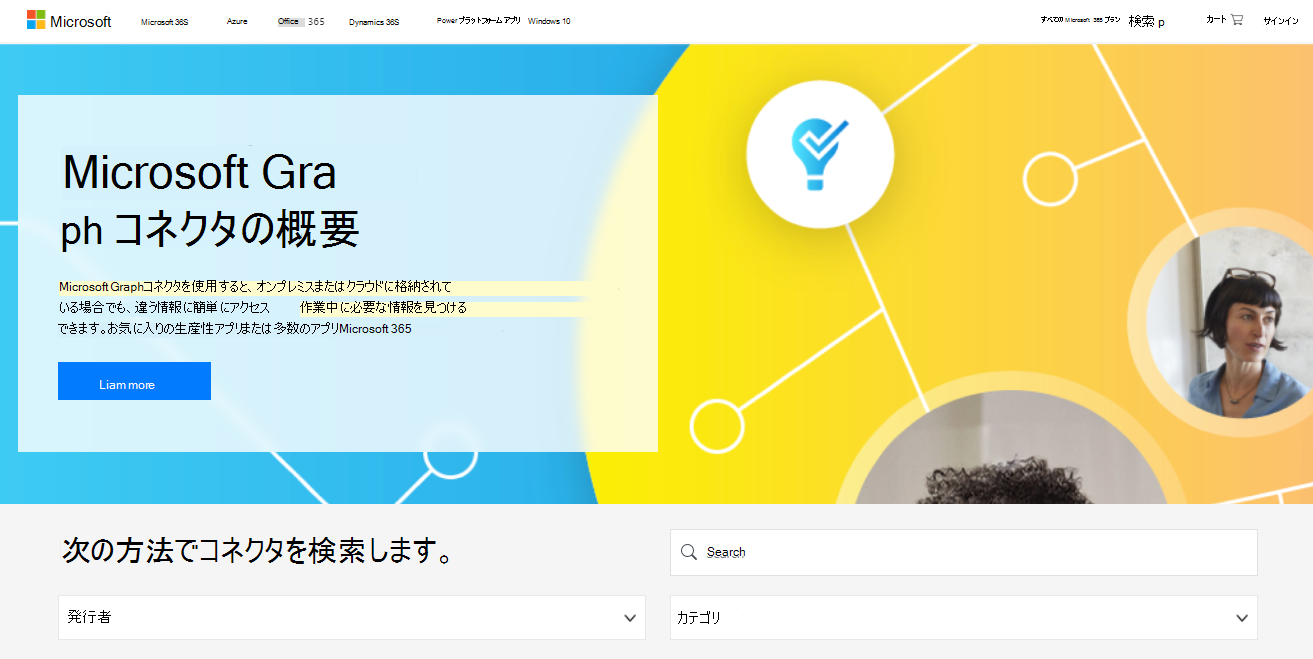 Microsoft Microsoft 36S Azure Office 365 Dynamics 36S Power プラットフォーム アプリ Windows 10 すべての Microsoft 365 プラン 検索 p カート サインイン
Microsoft Gra
ph コネクタの概要
Microsoft Graphコネクタを使用すると、オンプレミスまたはクラウドに格納されて
いる場合でも、違う情報に簡単にアクセス 作業中に必要な情報を見つける
できます。お気に入りの生産性アプリまたは多数のアプリMicrosoft 365
Liam more
次の方法でコネクタを検索します。
Search
発行者
カテゴリ